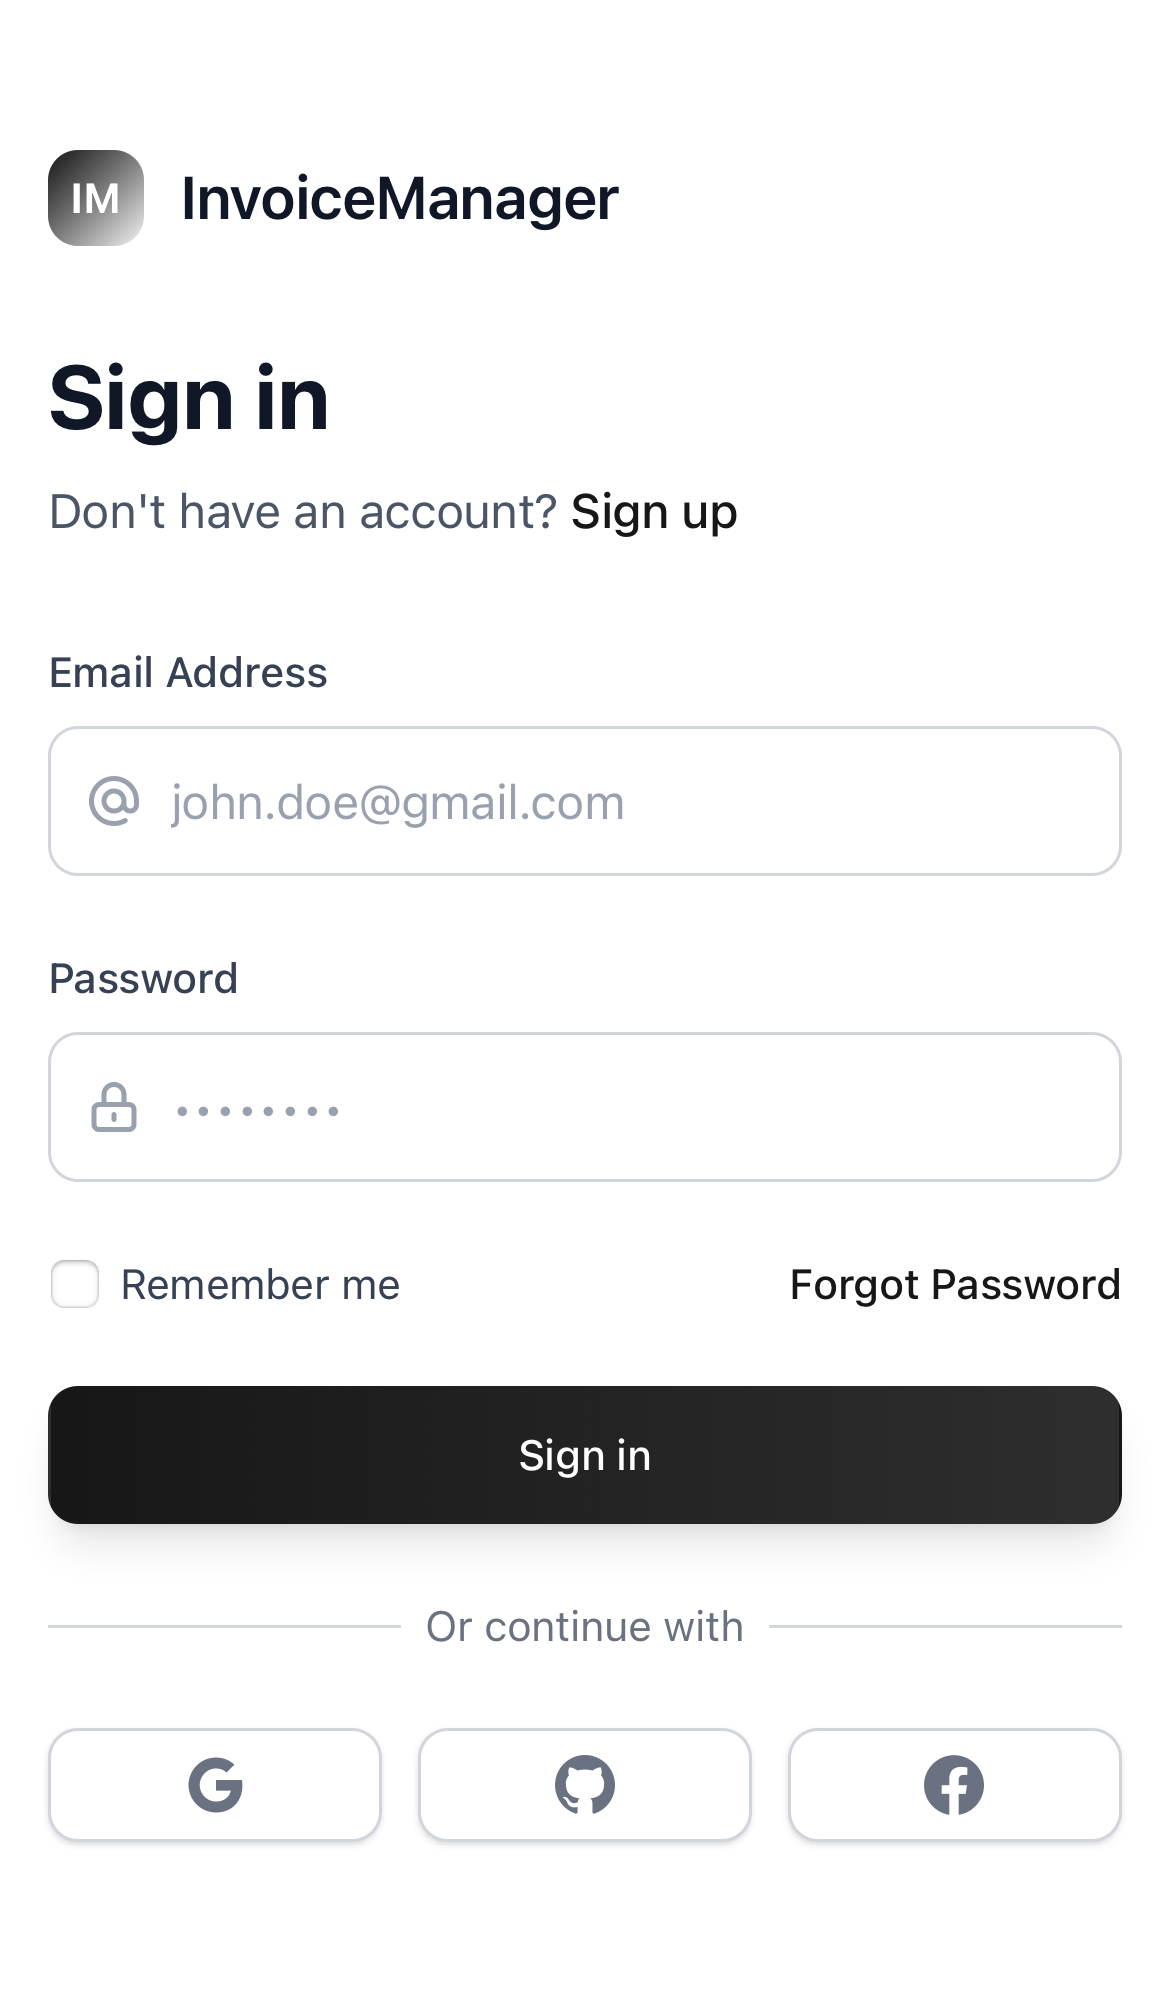 IM InvoiceManager
Sign in
Don't have an account? Sign up
Email Address
john.doe@gmail.com
Password
••••••••
Remember me Forgot Password
Sign in
Or continue with